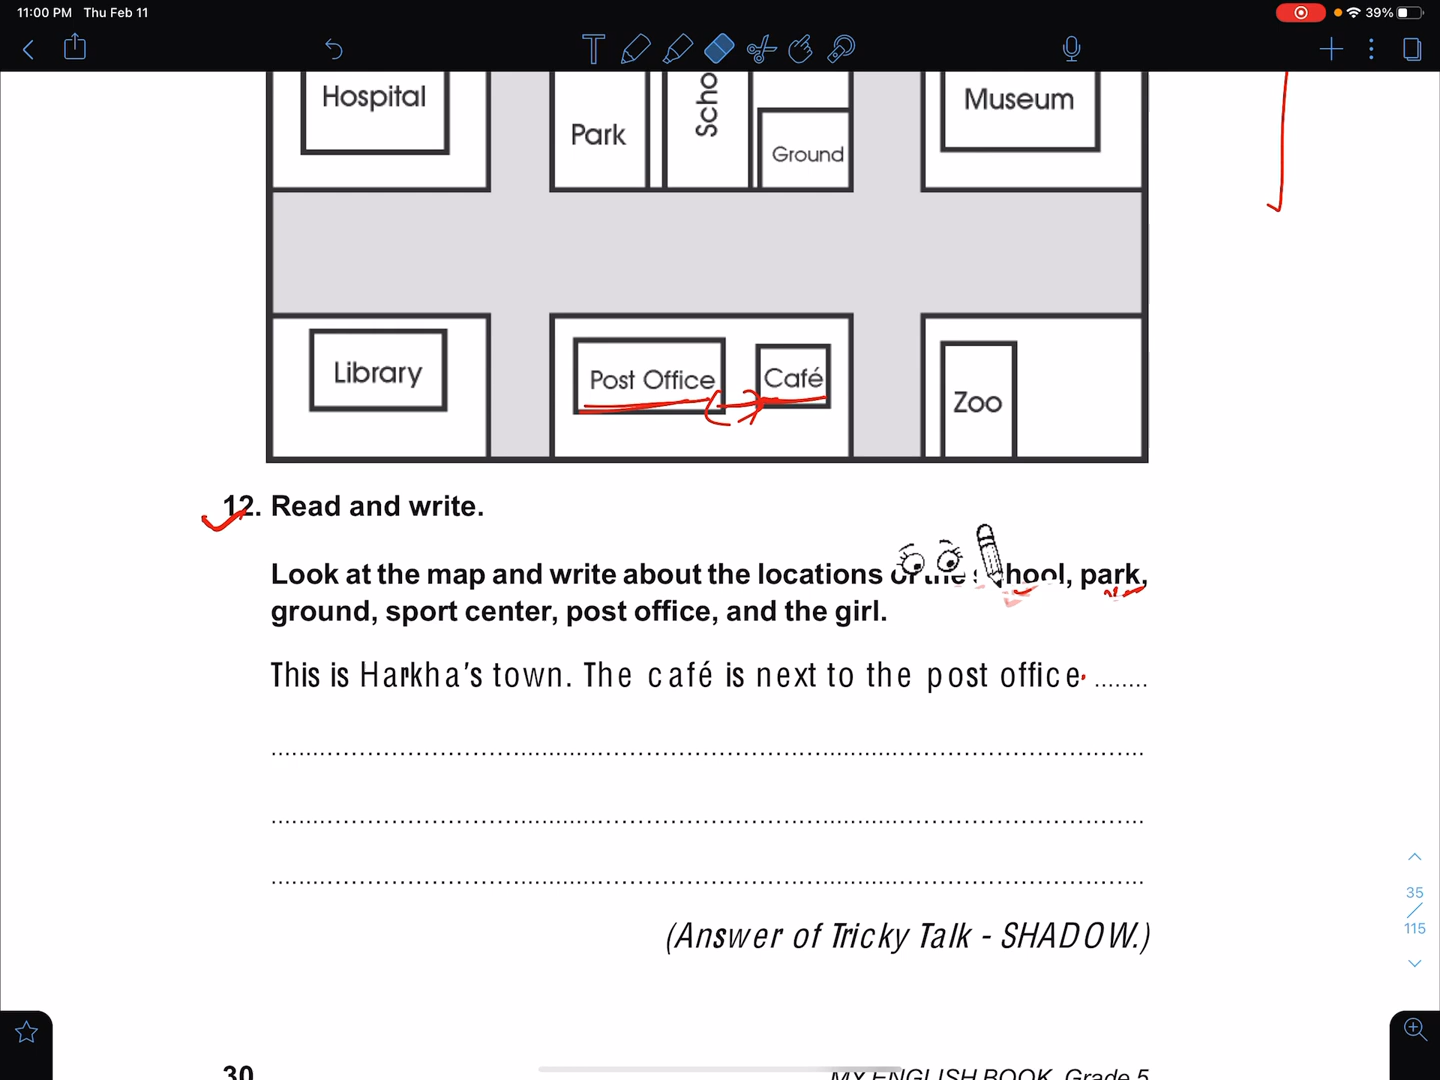 11:00 PM Thu Feb 11
39%
Hospital
Park
Scho
Ground
Museum
Library
Post Office
Café
Zoo
12. Read and write.
Look at the map and write about the locations of the school, park,
ground, sport center, post office, and the girl.
This is Harkha's town. The café is next to the post office. ........
(Answer of Tricky Talk - SHADOW.)
35
/
115
30
MY ENGLISH BOOK, Grade 5